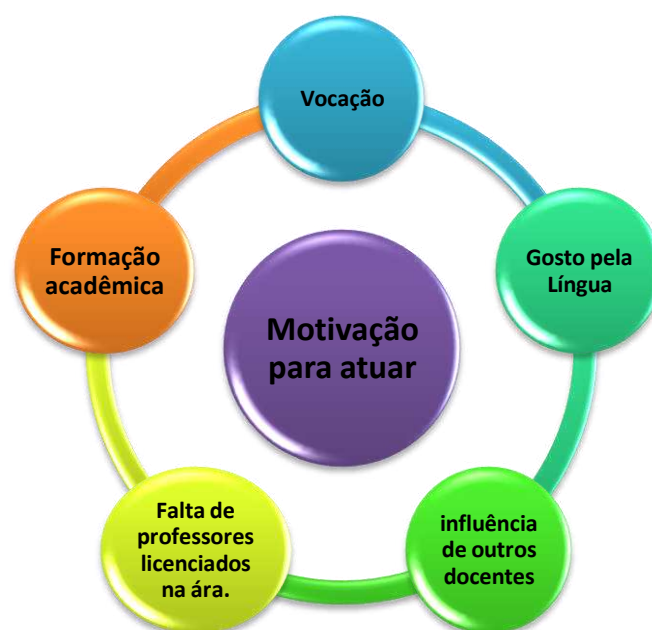 Vocação
Gosto pela
Língua
influência
de outros
docentes
Falta de
professores
licenciados
na ára.
Formação
acadêmica
Motivação
para atuar